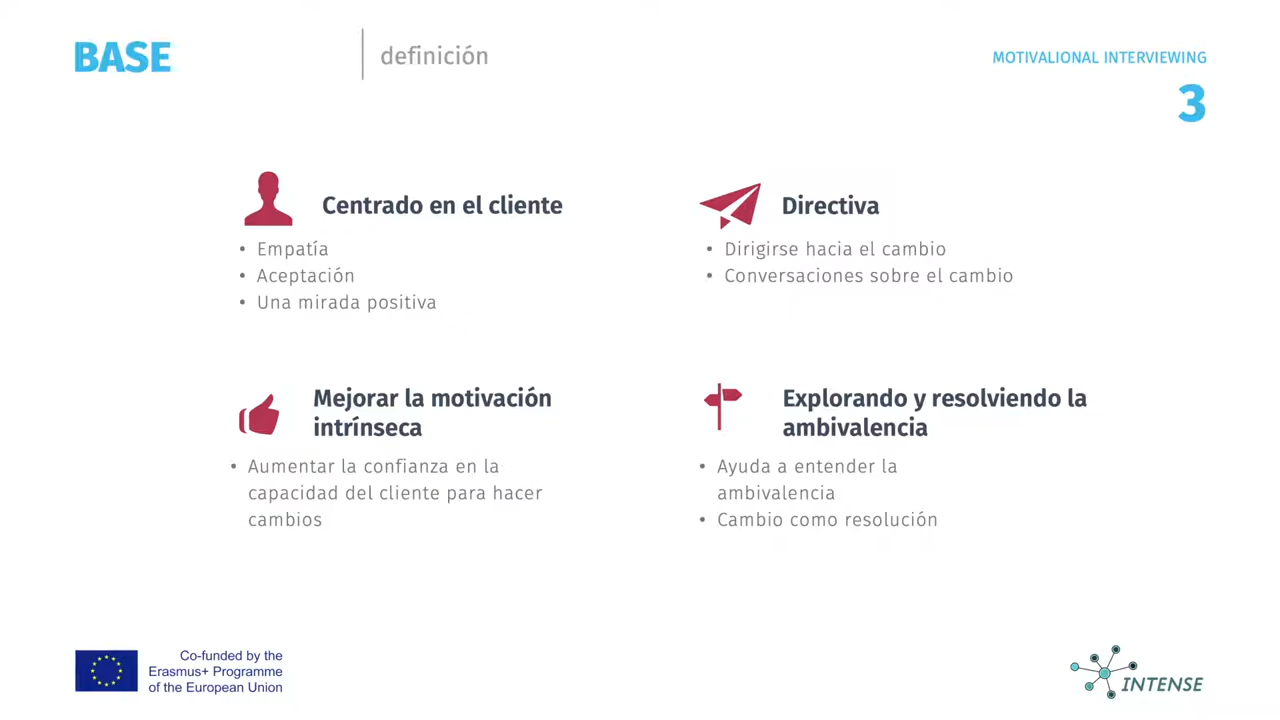 BASE
definición
MOTIVALIONAL INTERVIEWING
3
Centrado en el cliente
• Empatía
• Aceptación
• Una mirada positiva
Directiva
• Dirigirse hacia el cambio
• Conversaciones sobre el cambio
Mejorar la motivación
intrínseca
• Aumentar la confianza en la
capacidad del cliente para hacer
cambios
Explorando y resolviendo la
ambivalencia
• Ayuda a entender la
ambivalencia
• Cambio como resolución
Co-funded by the
Erasmus+ Programme
of the European Union
INTENSE